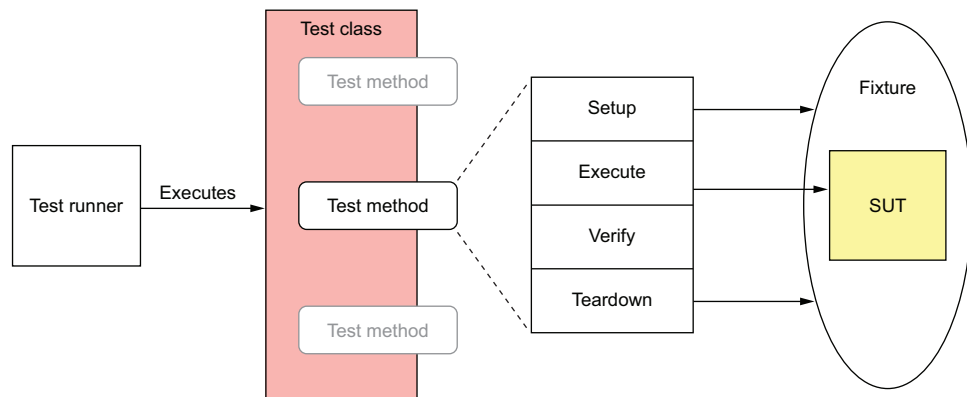 Test class
Test method
Test runner
Executes
Test method
Test method
Setup
Execute
Verify
Teardown
Fixture
SUT